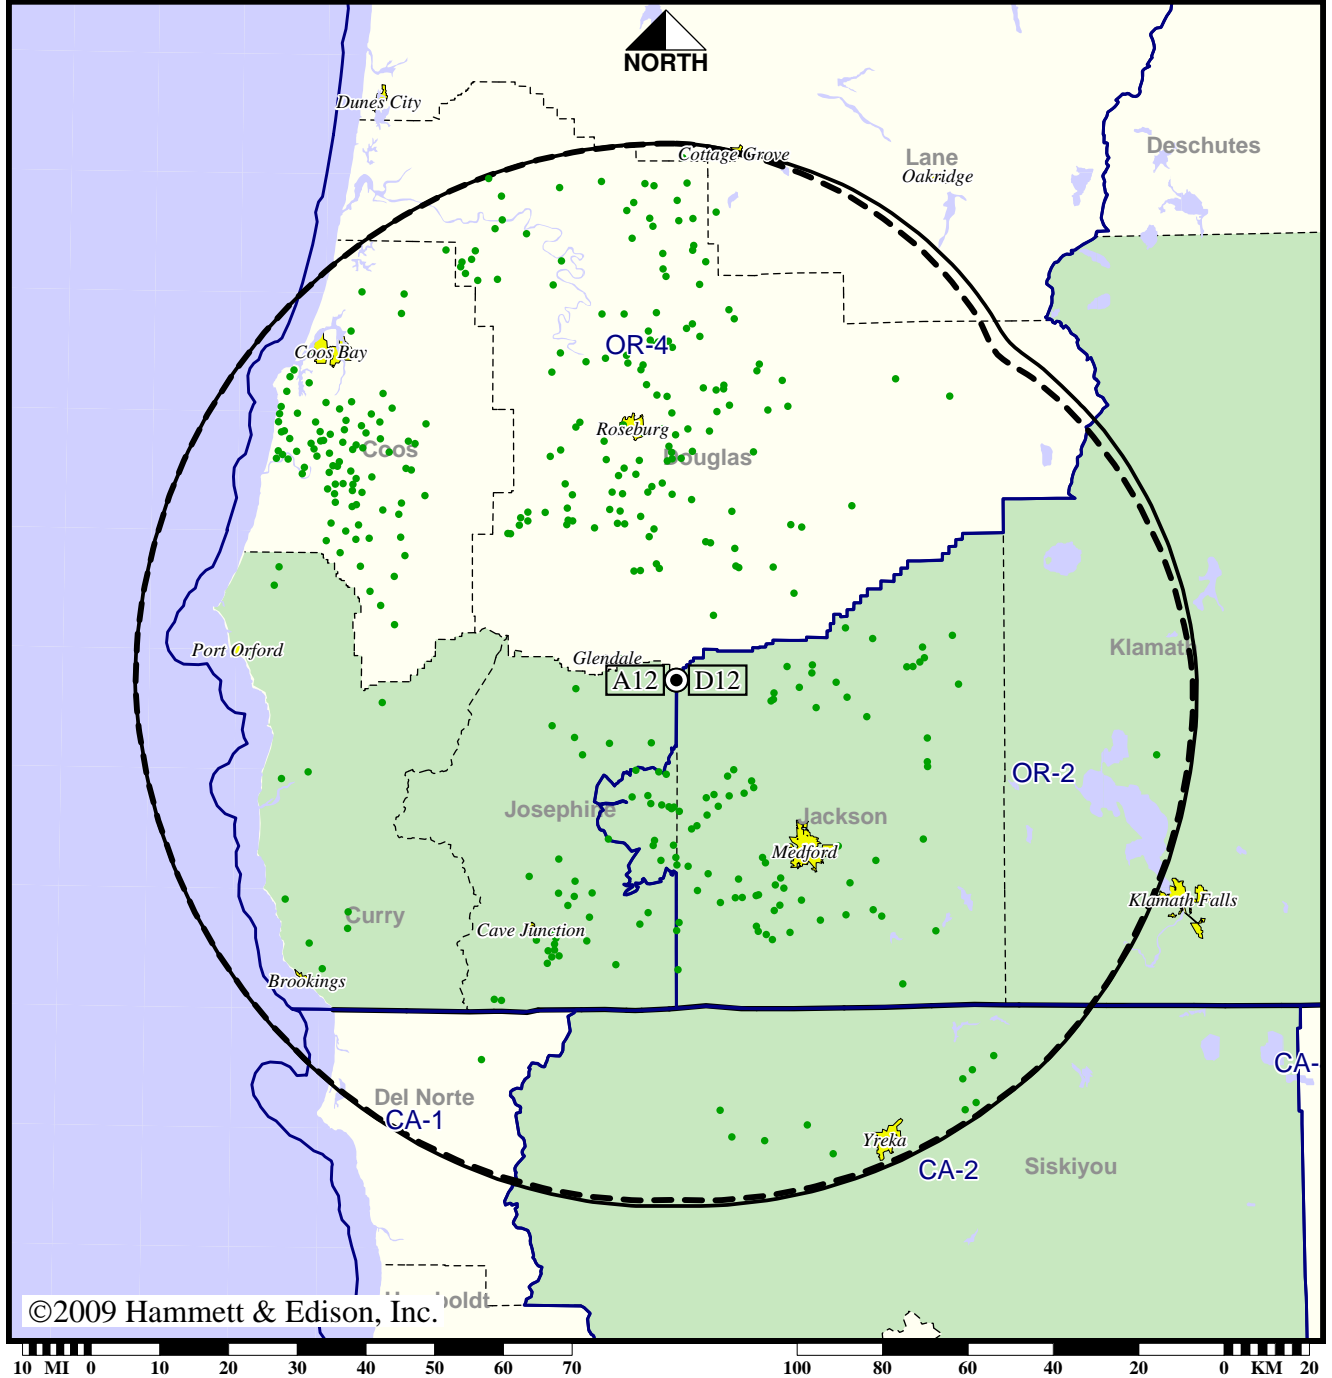 NORTH
Dunes City
Cottage Grove
Lane
Oakridge
Deschutes
OR-4
Coos Bay
Roseburg
Coos
Douglas
Port Orford
Glendale
Klamath
A12
D12
OR-2
Josephine
Jackson
Medford
Klamath Falls
Curry
Cave Junction
Brookings
CA-
Del Norte
CA-1
Yreka
CA-2
Siskiyou
Humboldt
©2009 Hammett & Edison, Inc.
10 MI 0 10 20 30 40 50 60 70 100 80 60 40 20 0 KM 20